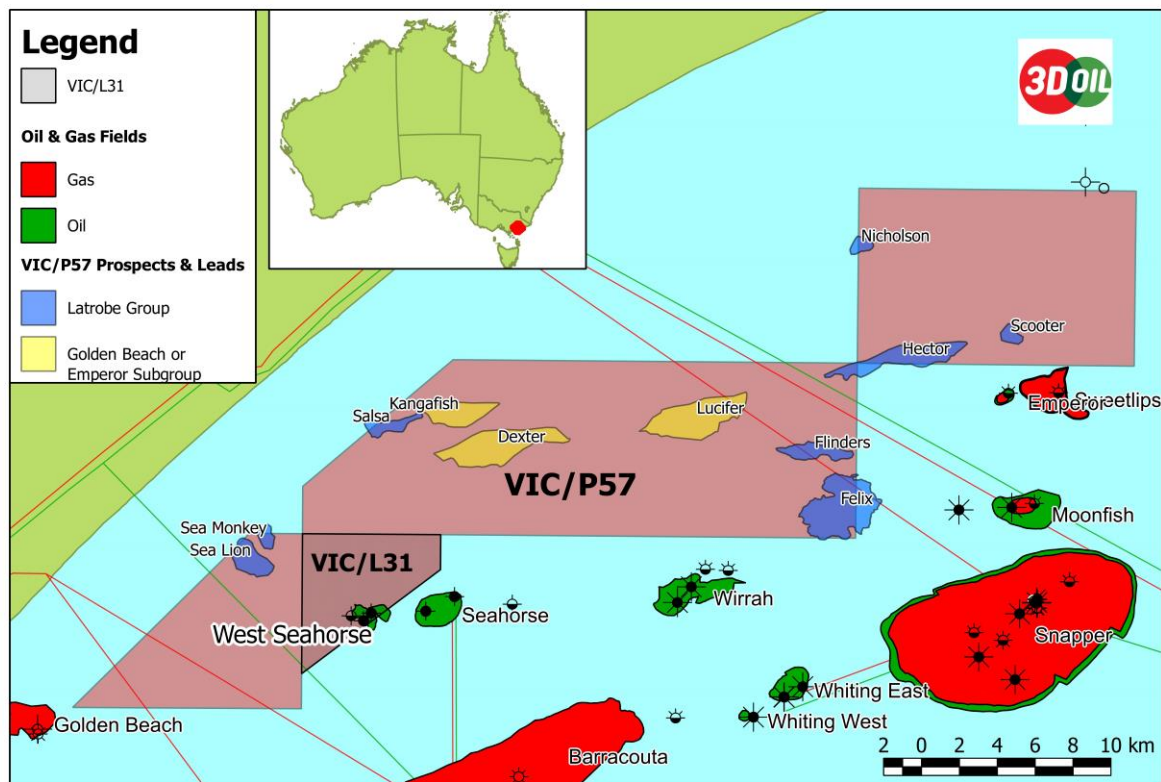 Legend
VIC/L31
Oil & Gas Fields
Gas
Oil
VIC/P57 Prospects & Leads
Latrobe Group
Golden Beach or
Emperor Subgroup
3D OIL
Nicholson
Scooter
Hector
Emperor
Sweetlips
Kangafish
Salsa
Lucifer
Dexter
Flinders
VIC/P57
Felix
Moonfish
Sea Monkey
Sea Lion
VIC/L31
Wirrah
Seahorse
West Seahorse
Snapper
Whiting East
Whiting West
Golden Beach
Barracouta
2 0 2 4 6 8 10 km